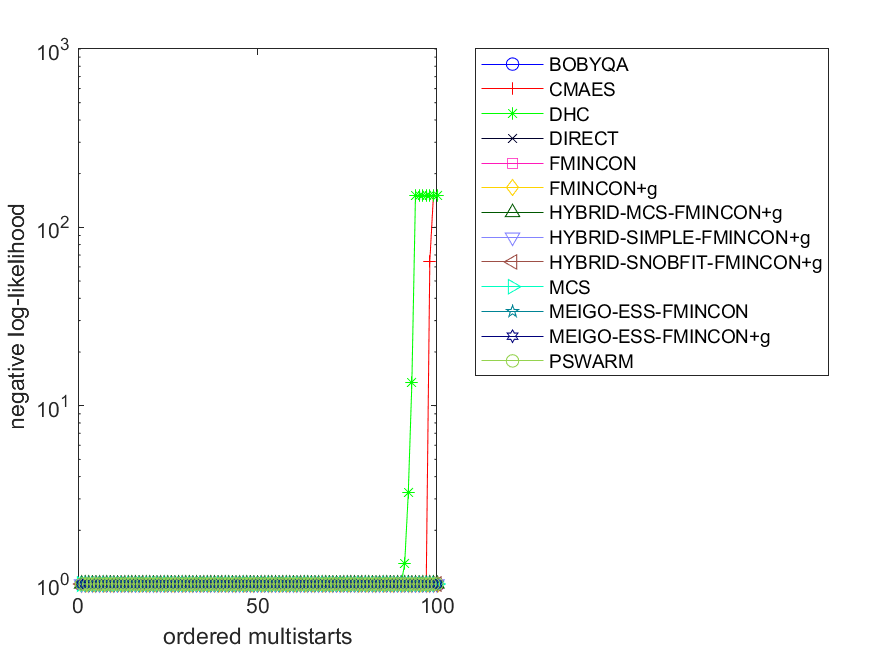 10^3
10^2
10^1
10^0
0
50
100
negative log-likelihood
ordered multistarts
BOBYQA
CMAES
DHC
DIRECT
FMINCON
FMINCON+g
HYBRID-MCS-FMINCON+g
HYBRID-SIMPLE-FMINCON+g
HYBRID-SNOBFIT-FMINCON+g
MCS
MEIGO-ESS-FMINCON
MEIGO-ESS-FMINCON+g
PSWARM